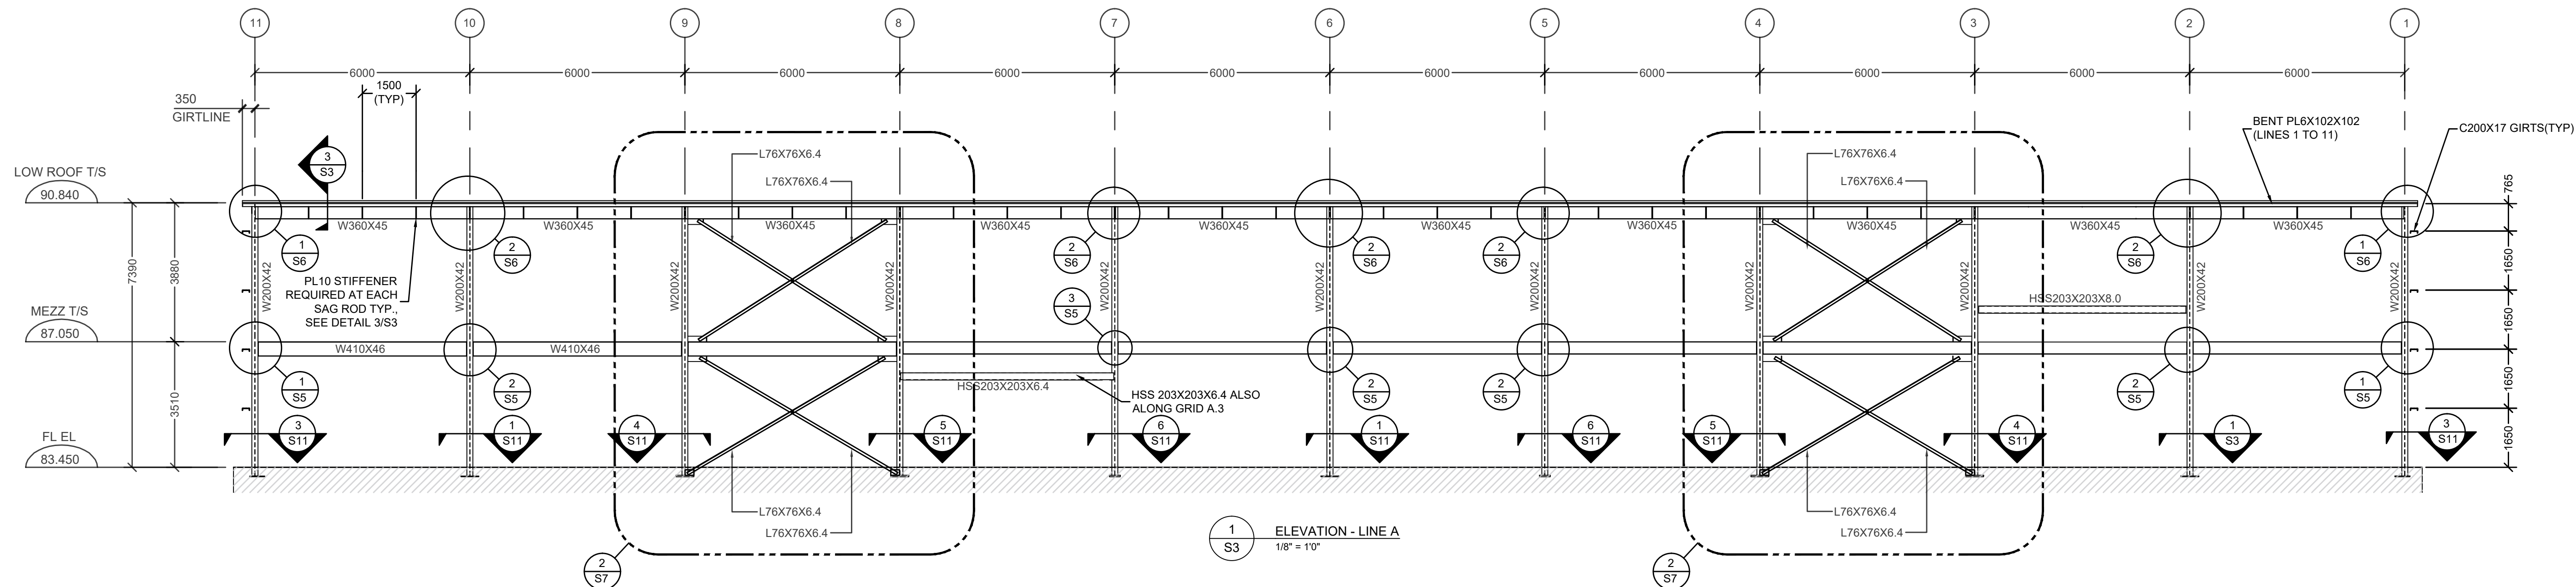 11
10
9
8
7
6
5
4
3
2
1
6000
6000
6000
6000
6000
6000
6000
6000
6000
6000
1500
(TYP)
350
GIRTLINE
3
S3
L76X76X6.4
L76X76X6.4
L76X76X6.4
L76X76X6.4
BENT PL6X102X102
(LINES 1 TO 11)
C200X17 GIRTS(TYP)
LOW ROOF T/S
90.840
W360X45
W360X45
W360X45
W360X45
W360X45
W360X45
W360X45
W360X45
W360X45
W360X45
765
1650
1650
1650
1650
7390
3880
3510
1
S6
2
S6
2
S6
2
S6
2
S6
2
S6
1
S6
W200X42
W200X42
W200X42
W200X42
W200X42
W200X42
W200X42
W200X42
W200X42
W200X42
W200X42
PL10 STIFFENER
REQUIRED AT EACH
SAG ROD TYP.,
SEE DETAIL 3/S3
3
S5
HSS203X203X8.0
MEZZ T/S
87.050
W410X46
W410X46
1
S5
2
S5
2
S5
2
S5
2
S5
1
S5
HSS203X203X6.4
HSS 203X203X6.4 ALSO
ALONG GRID A.3
FL EL
83.450
3
S11
1
S11
4
S11
5
S11
6
S11
1
S11
6
S11
5
S11
4
S11
1
S3
3
S11
L76X76X6.4
L76X76X6.4
L76X76X6.4
L76X76X6.4
1
S3
ELEVATION - LINE A
1/8" = 1'0"
2
S7
2
S7